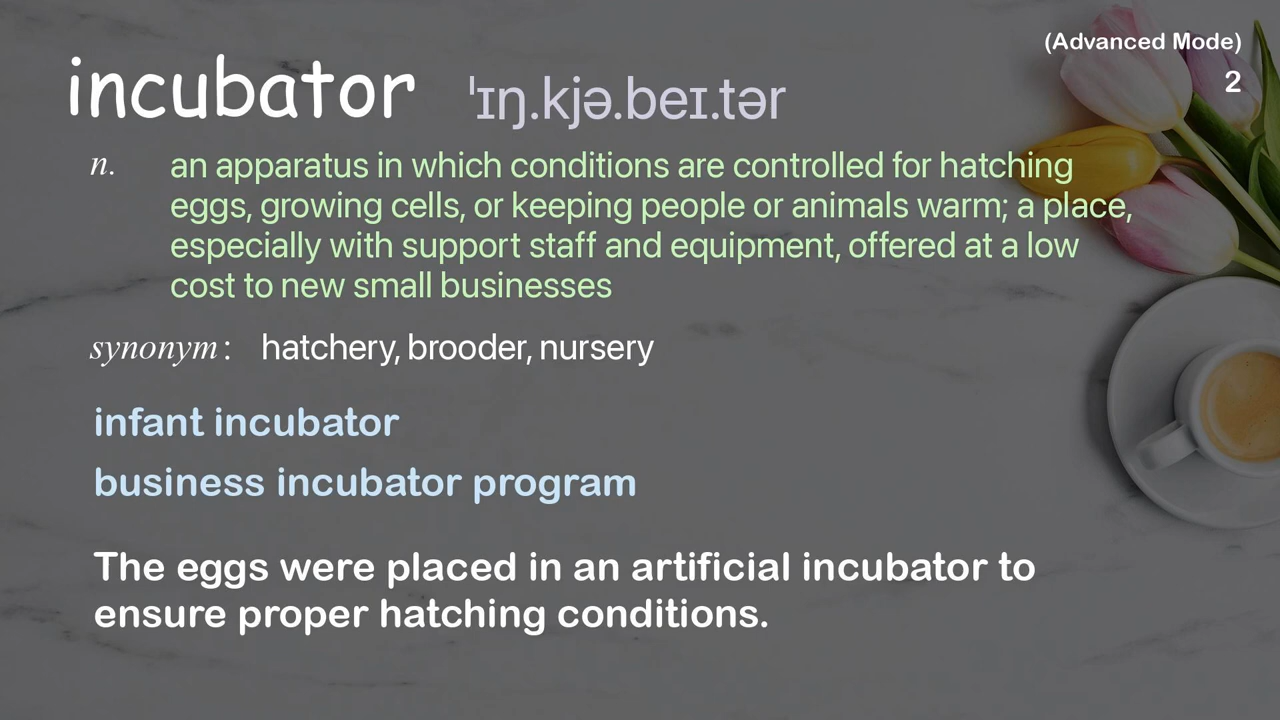 (Advanced Mode)
2
incubator ˈɪŋ.kjə.beɪ.tər
n. an apparatus in which conditions are controlled for hatching
eggs, growing cells, or keeping people or animals warm; a place,
especially with support staff and equipment, offered at a low
cost to new small businesses
synonym: hatchery, brooder, nursery
infant incubator
business incubator program
The eggs were placed in an artificial incubator to
ensure proper hatching conditions.